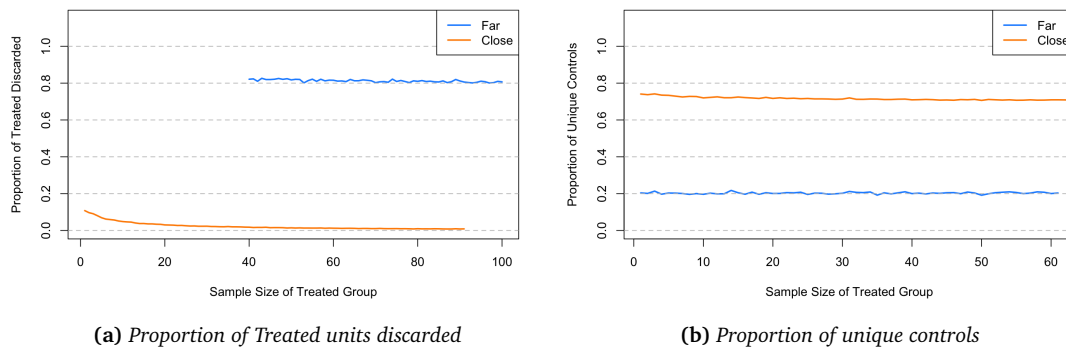 Far
Close
1.0
0.8
0.6
0.4
0.2
0.0
Proportion of Treated Discarded
0 20 40 60 80 100
Sample Size of Treated Group
(a) Proportion of Treated units discarded
Far
Close
1.0
0.8
0.6
0.4
0.2
0.0
Proportion of Unique Controls
0 10 20 30 40 50 60
Sample Size of Treated Group
(b) Proportion of unique controls